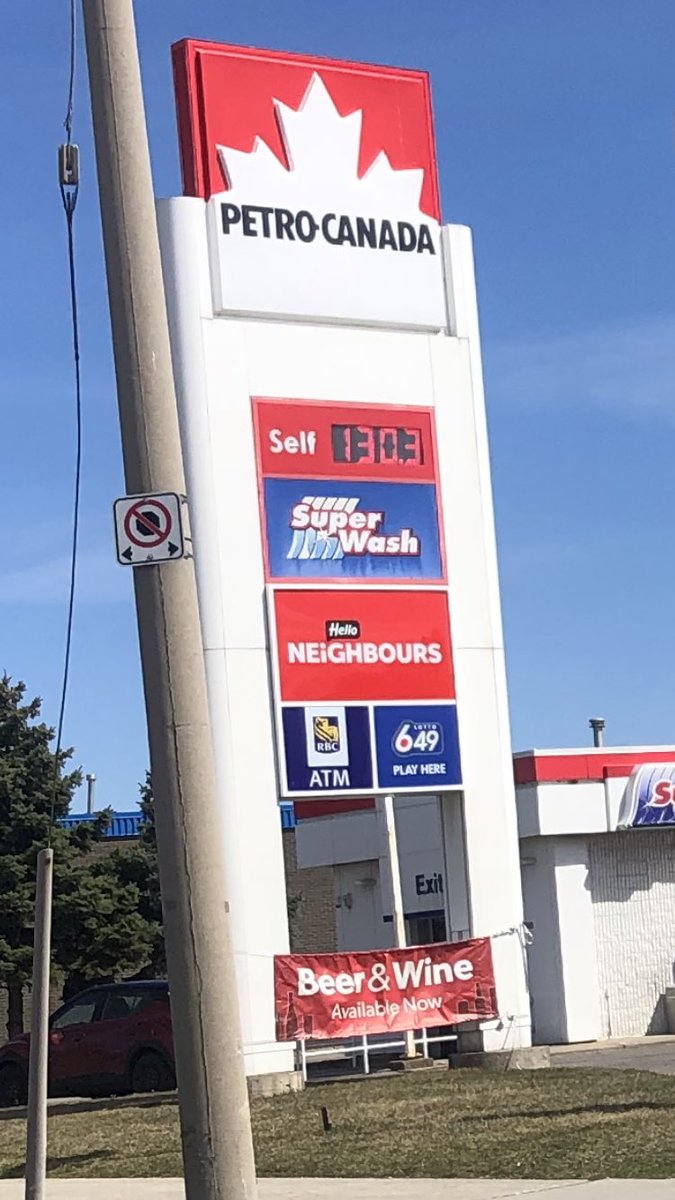 PETRO-CANADA
Self
Super
Wash
Hello
NEiGHBOURS
RBC
ATM
LOTTO
649
PLAY HERE
Exit
Beer & Wine
Available Now